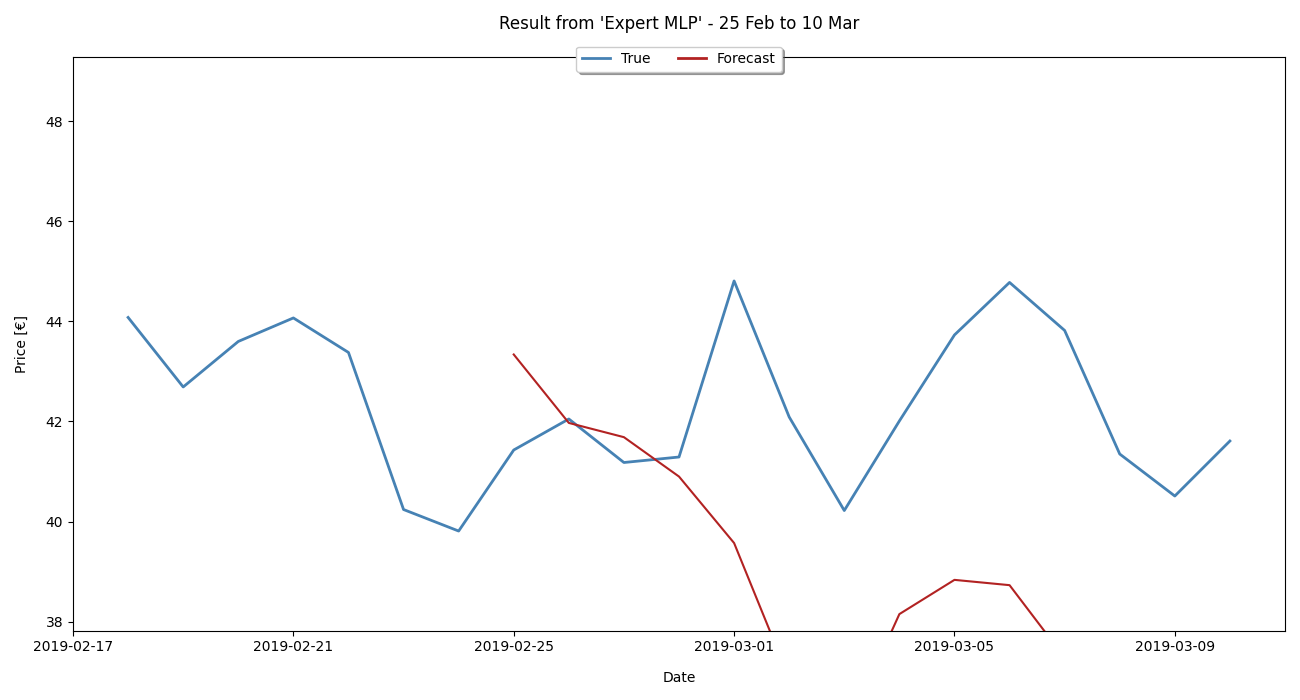 Result from 'Expert MLP' - 25 Feb to 10 Mar
True Forecast
48
46
44
42
40
38
Price [€]
2019-02-17 2019-02-21 2019-02-25 2019-03-01 2019-03-05 2019-03-09
Date